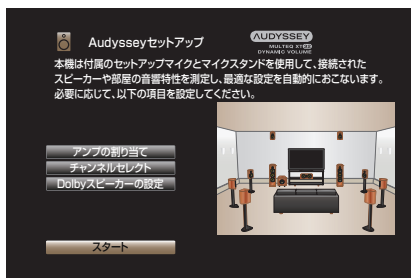 Audysseyセットアップ
AUDYSSEY
MULTEQ XT32
DYNAMIC VOLUME
本機は付属のセットアップマイクとマイクスタンドを使用して、接続された
スピーカーや部屋の音響特性を測定し、最適な設定を自動的におこないます。
必要に応じて、以下の項目を設定してください。
アンプの割り当て
チャンネルセレクト
Dolbyスピーカーの設定
スタート